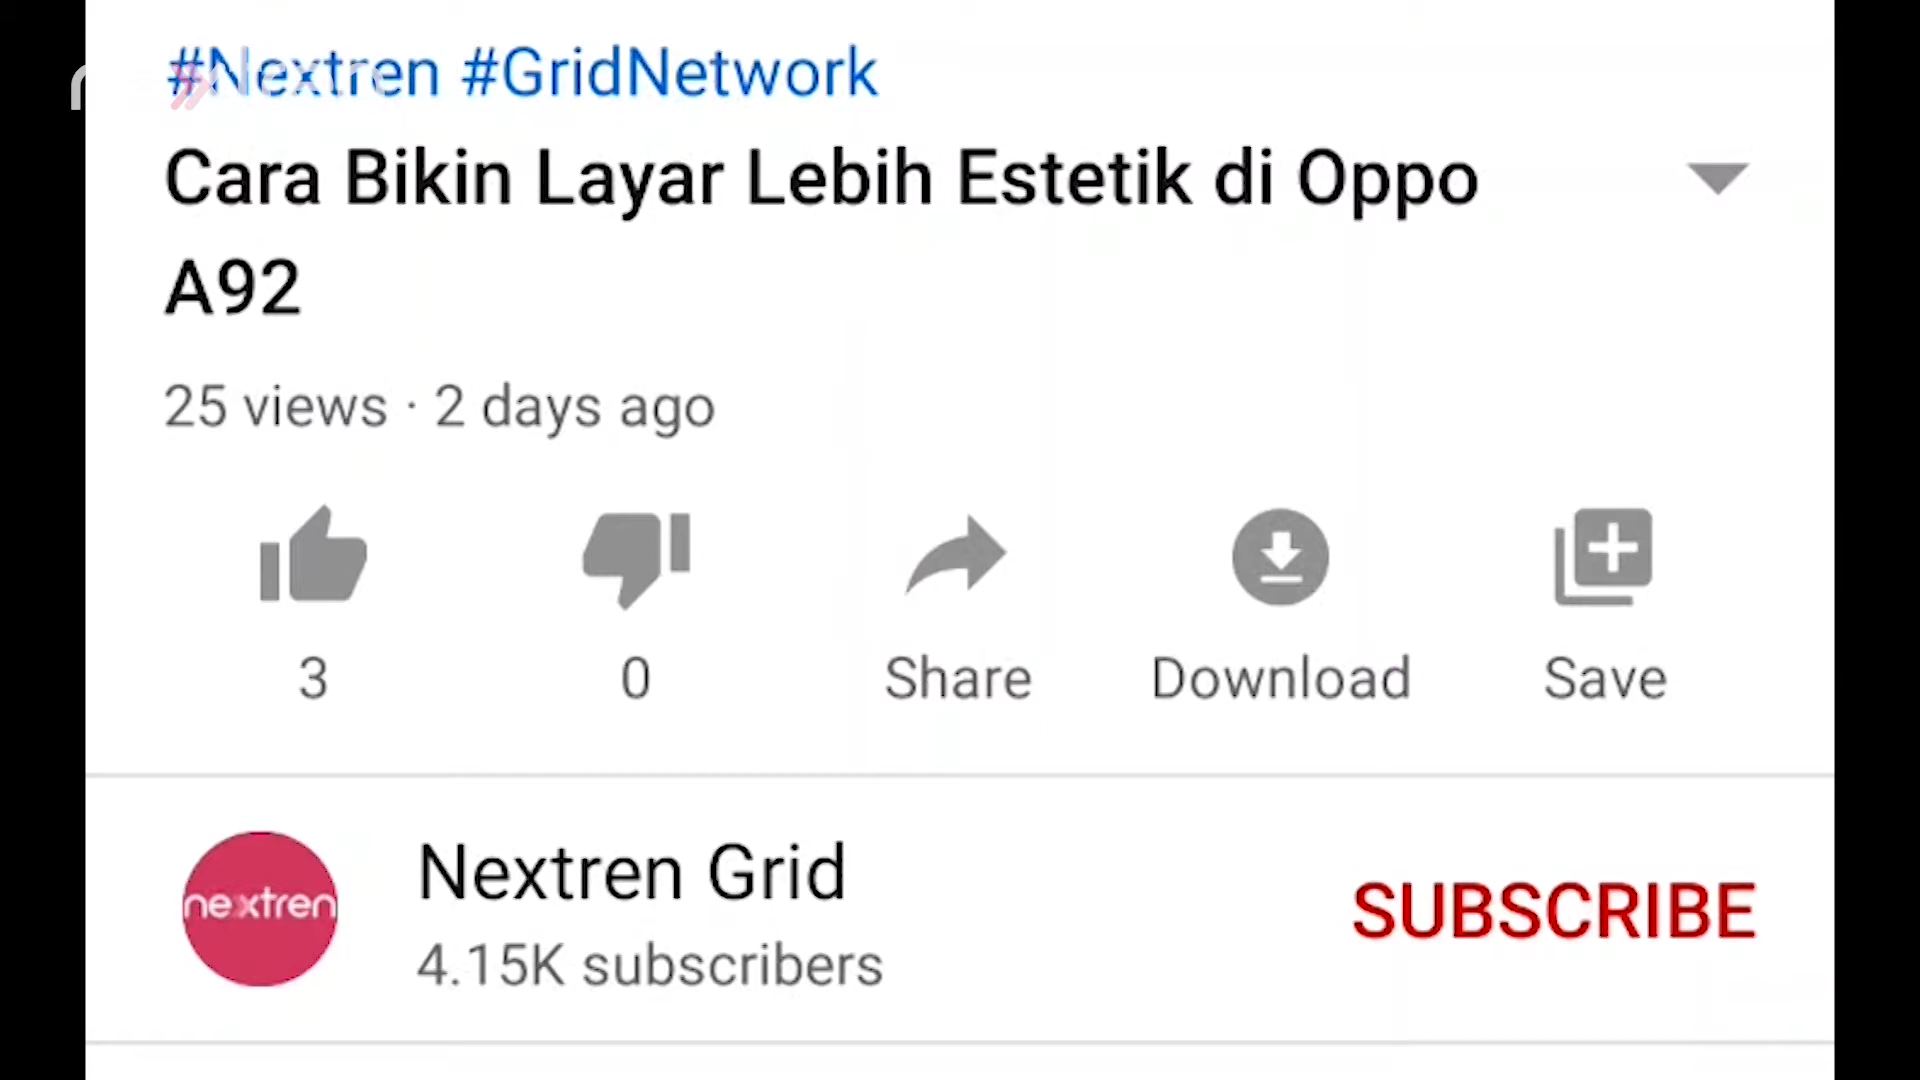 #Nextren #GridNetwork
Cara Bikin Layar Lebih Estetik di Oppo
A92
25 views · 2 days ago
3
0
Share
Download
Save
nextren
Nextren Grid
4.15K subscribers
SUBSCRIBE